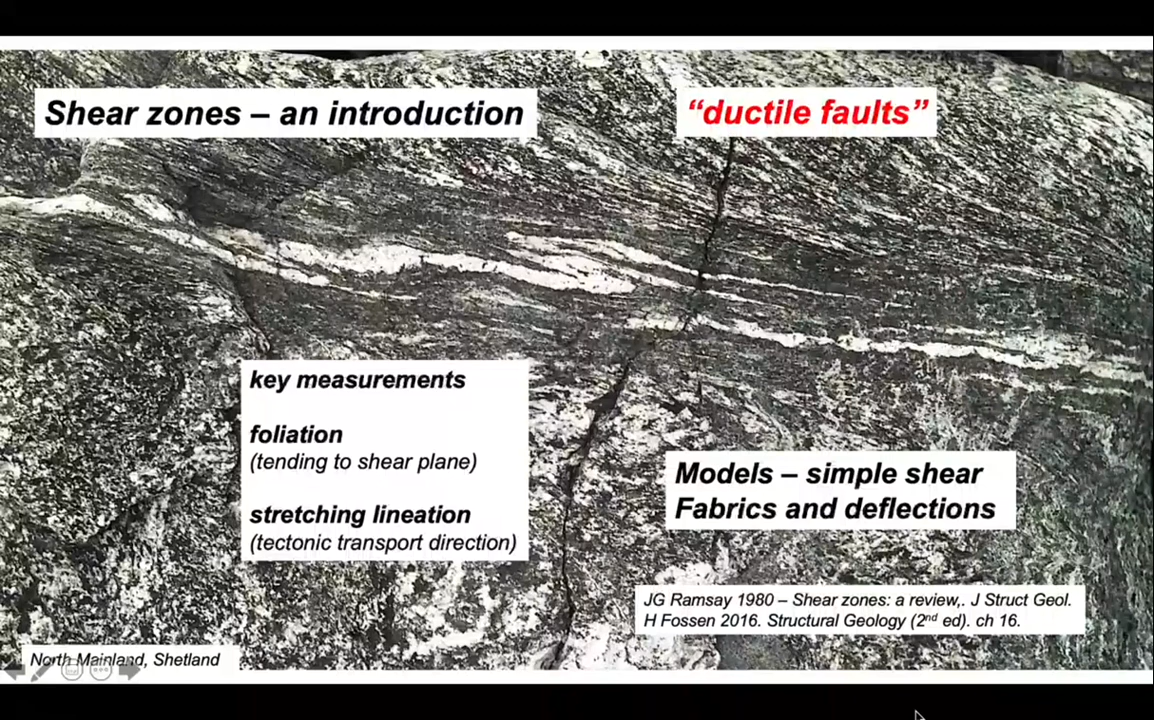 Shear zones – an introduction
“ductile faults”
key measurements
foliation
(tending to shear plane)
stretching lineation
(tectonic transport direction)
Models – simple shear
Fabrics and deflections
JG Ramsay 1980 – Shear zones: a review,. J Struct Geol.
H Fossen 2016. Structural Geology (2nd ed). ch 16.
North Mainland, Shetland